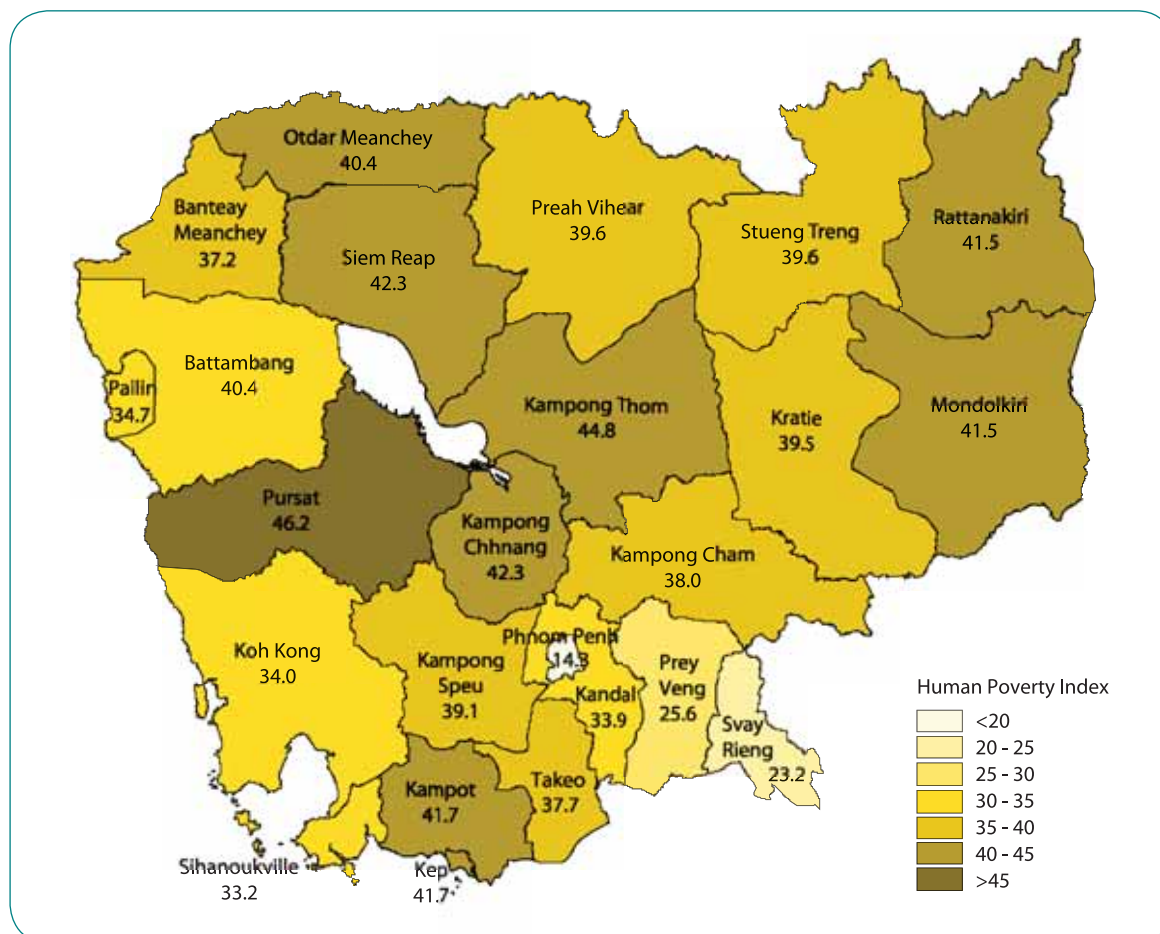 Otdar Meanchey
40.4
Banteay
Meanchey
37.2
Siem Reap
42.3
Preah Vihear
39.6
Stueng Treng
39.6
Rattanakiri
41.5
Battambang
40.4
Pailin
34.7
Kampong Thom
44.8
Kratie
39.5
Mondolkiri
41.5
Pursat
46.2
Kampong
Chhnang
42.3
Kampong Cham
38.0
Koh Kong
34.0
Kampong
Speu
39.1
Phnom Penh
14.3
Kandal
33.9
Prey
Veng
25.6
Svay
Rieng
23.2
Kampot
41.7
Takeo
37.7
Sihanoukville
33.2
Kep
41.7
Human Poverty Index
<20
20 - 25
25 - 30
30 - 35
35 - 40
40 - 45
>45